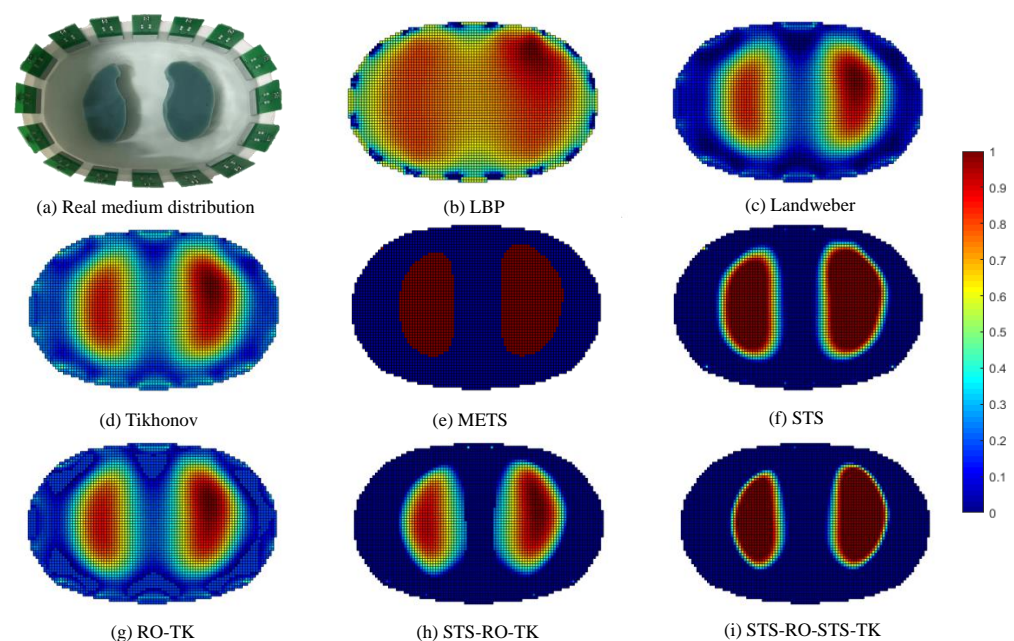 (a) Real medium distribution
(b) LBP
(c) Landweber
(d) Tikhonov
(e) METS
(f) STS
(g) RO-TK
(h) STS-RO-TK
(i) STS-RO-STS-TK
1
0.9
0.8
0.7
0.6
0.5
0.4
0.3
0.2
0.1
0